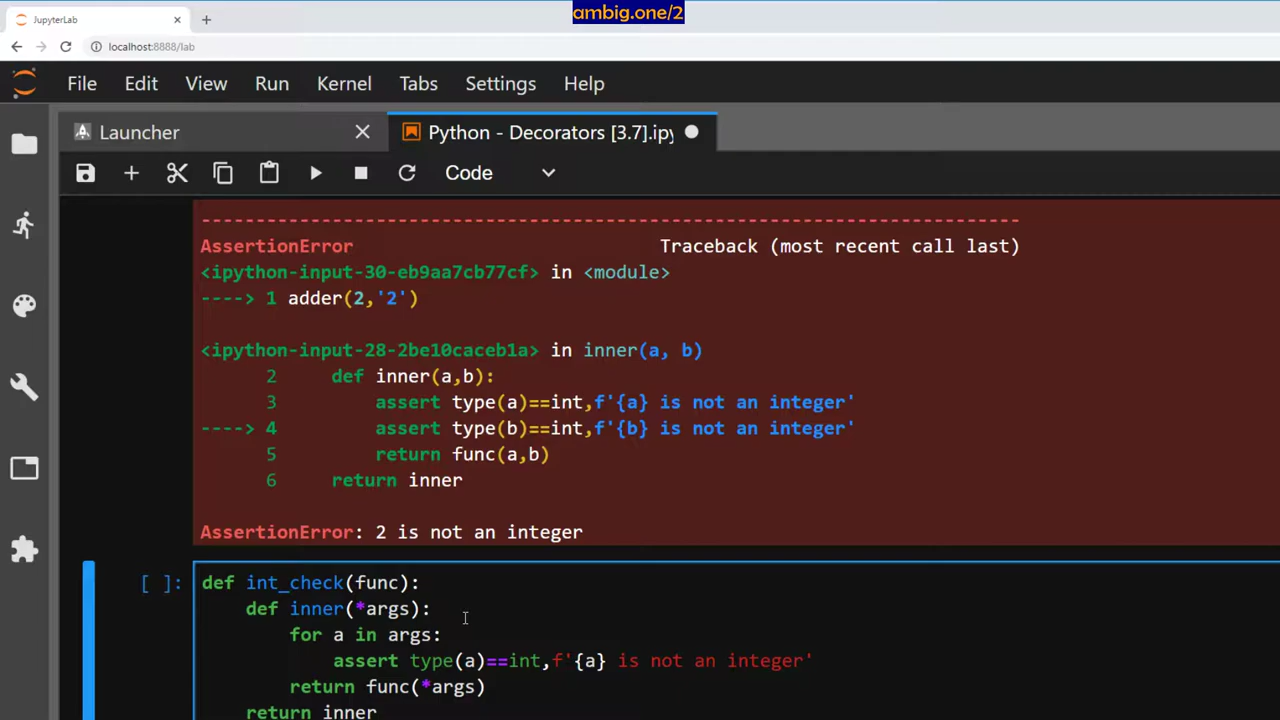 ambig.one/2
JupyterLab
localhost:8888/lab
File Edit View Run Kernel Tabs Settings Help
Launcher
Python - Decorators [3.7].ipy
Code
---------------------------------------------------------------------------
AssertionError Traceback (most recent call last)
<ipython-input-30-eb9aa7cb77cf> in <module>
----> 1 adder(2,'2')
<ipython-input-28-2be10caceb1a> in inner(a, b)
2 def inner(a,b):
3 assert type(a)==int,f'{a} is not an integer'
----> 4 assert type(b)==int,f'{b} is not an integer'
5 return func(a,b)
6 return inner
AssertionError: 2 is not an integer
[ ]: def int_check(func):
def inner(*args):
for a in args:
assert type(a)==int,f'{a} is not an integer'
return func(*args)
return inner